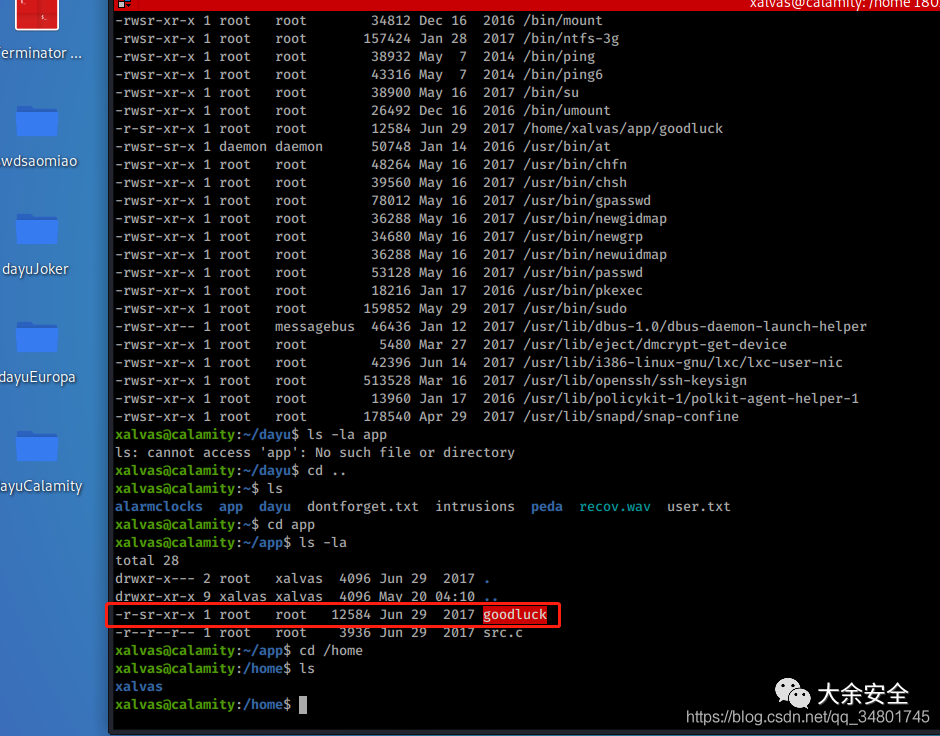 xalvas@calamity: /home 180
erminator ...
wdsaomiao
dayuJoker
dayuEuropa
ayuCalamity
-rwsr-xr-x 1 root   root        34812 Dec 16  2016 /bin/mount
-rwsr-xr-x 1 root   root       157424 Jan 28  2017 /bin/ntfs-3g
-rwsr-xr-x 1 root   root        38932 May  7  2014 /bin/ping
-rwsr-xr-x 1 root   root        43316 May  7  2014 /bin/ping6
-rwsr-xr-x 1 root   root        38900 May 16  2017 /bin/su
-rwsr-xr-x 1 root   root        26492 Dec 16  2016 /bin/umount
-r-sr-xr-x 1 root   root        12584 Jun 29  2017 /home/xalvas/app/goodluck
-rwsr-sr-x 1 daemon daemon      50748 Jan 14  2016 /usr/bin/at
-rwsr-xr-x 1 root   root        48264 May 16  2017 /usr/bin/chfn
-rwsr-xr-x 1 root   root        39560 May 16  2017 /usr/bin/chsh
-rwsr-xr-x 1 root   root        78012 May 16  2017 /usr/bin/gpasswd
-rwsr-xr-x 1 root   root        36288 May 16  2017 /usr/bin/newgidmap
-rwsr-xr-x 1 root   root        34680 May 16  2017 /usr/bin/newgrp
-rwsr-xr-x 1 root   root        36288 May 16  2017 /usr/bin/newuidmap
-rwsr-xr-x 1 root   root        53128 May 16  2017 /usr/bin/passwd
-rwsr-xr-x 1 root   root        18216 Jan 17  2016 /usr/bin/pkexec
-rwsr-xr-x 1 root   root       159852 May 29  2017 /usr/bin/sudo
-rwsr-xr-- 1 root   messagebus  46436 Jan 12  2017 /usr/lib/dbus-1.0/dbus-daemon-launch-helper
-rwsr-xr-x 1 root   root         5480 Mar 27  2017 /usr/lib/eject/dmcrypt-get-device
-rwsr-xr-x 1 root   root        42396 Jun 14  2017 /usr/lib/i386-linux-gnu/lxc/lxc-user-nic
-rwsr-xr-x 1 root   root       513528 Mar 16  2017 /usr/lib/openssh/ssh-keysign
-rwsr-xr-x 1 root   root        13960 Jan 17  2016 /usr/lib/policykit-1/polkit-agent-helper-1
-rwsr-xr-x 1 root   root       178540 Apr 29  2017 /usr/lib/snapd/snap-confine
xalvas@calamity:~/dayu$ ls -la app
ls: cannot access 'app': No such file or directory
xalvas@calamity:~/dayu$ cd ..
xalvas@calamity:~$ ls
alarmclocks  app  dayu  dontforget.txt  intrusions  peda  recov.wav  user.txt
xalvas@calamity:~$ cd app
xalvas@calamity:~/app$ ls -la
total 28
drwxr-x--- 2 root   xalvas  4096 Jun 29  2017 .
drwxr-xr-x 9 xalvas xalvas  4096 May 20 04:10 ..
-r-sr-xr-x 1 root   root   12584 Jun 29  2017 goodluck
-r--r--r-- 1 root   root    3936 Jun 29  2017 src.c
xalvas@calamity:~/app$ cd /home
xalvas@calamity:/home$ ls
xalvas
xalvas@calamity:/home$
大余安全
https://blog.csdn.net/qq_34801745